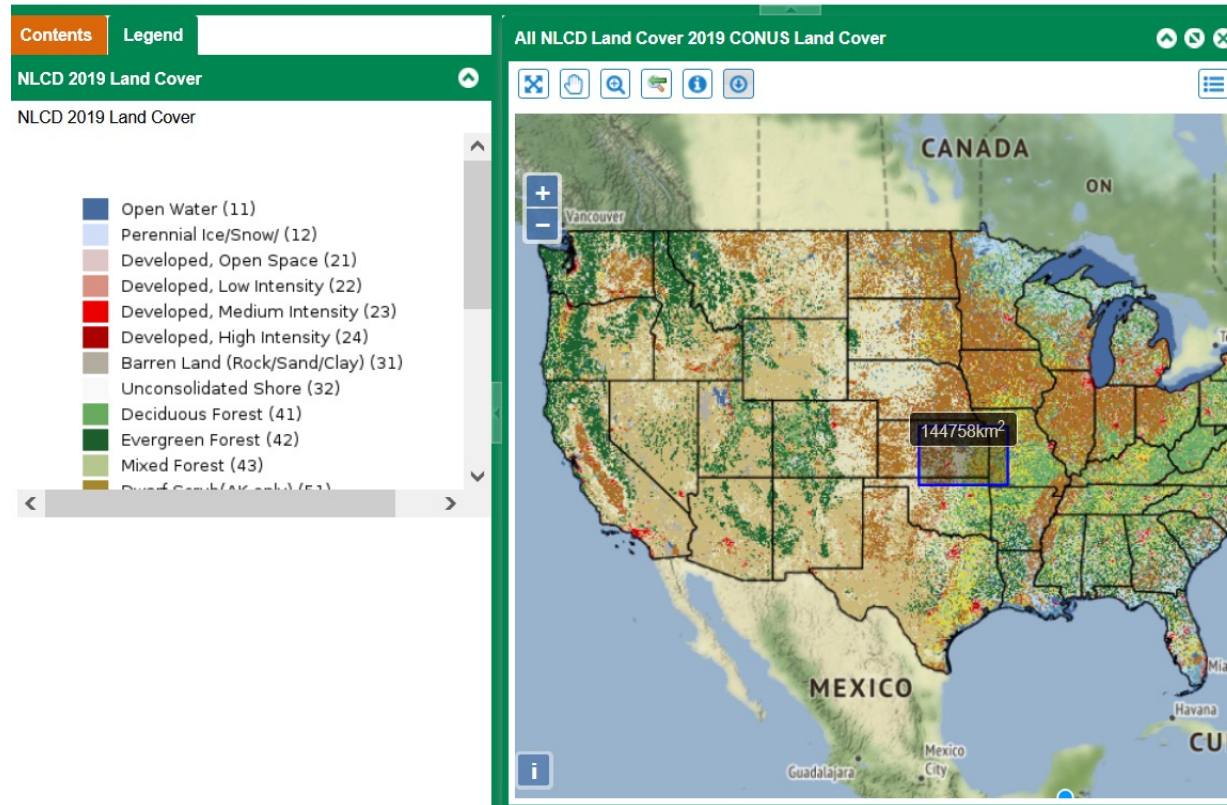 Contents
Legend
NLCD 2019 Land Cover
NLCD 2019 Land Cover
Open Water (11)
Perennial Ice/Snow/ (12)
Developed, Open Space (21)
Developed, Low Intensity (22)
Developed, Medium Intensity (23)
Developed, High Intensity (24)
Barren Land (Rock/Sand/Clay) (31)
Unconsolidated Shore (32)
Deciduous Forest (41)
Evergreen Forest (42)
Mixed Forest (43)
All NLCD Land Cover 2019 CONUS Land Cover
CANADA
ON
+
Vancouver
−
144758km²
MEXICO
Havana
Mexico
City
Guadalajara
i